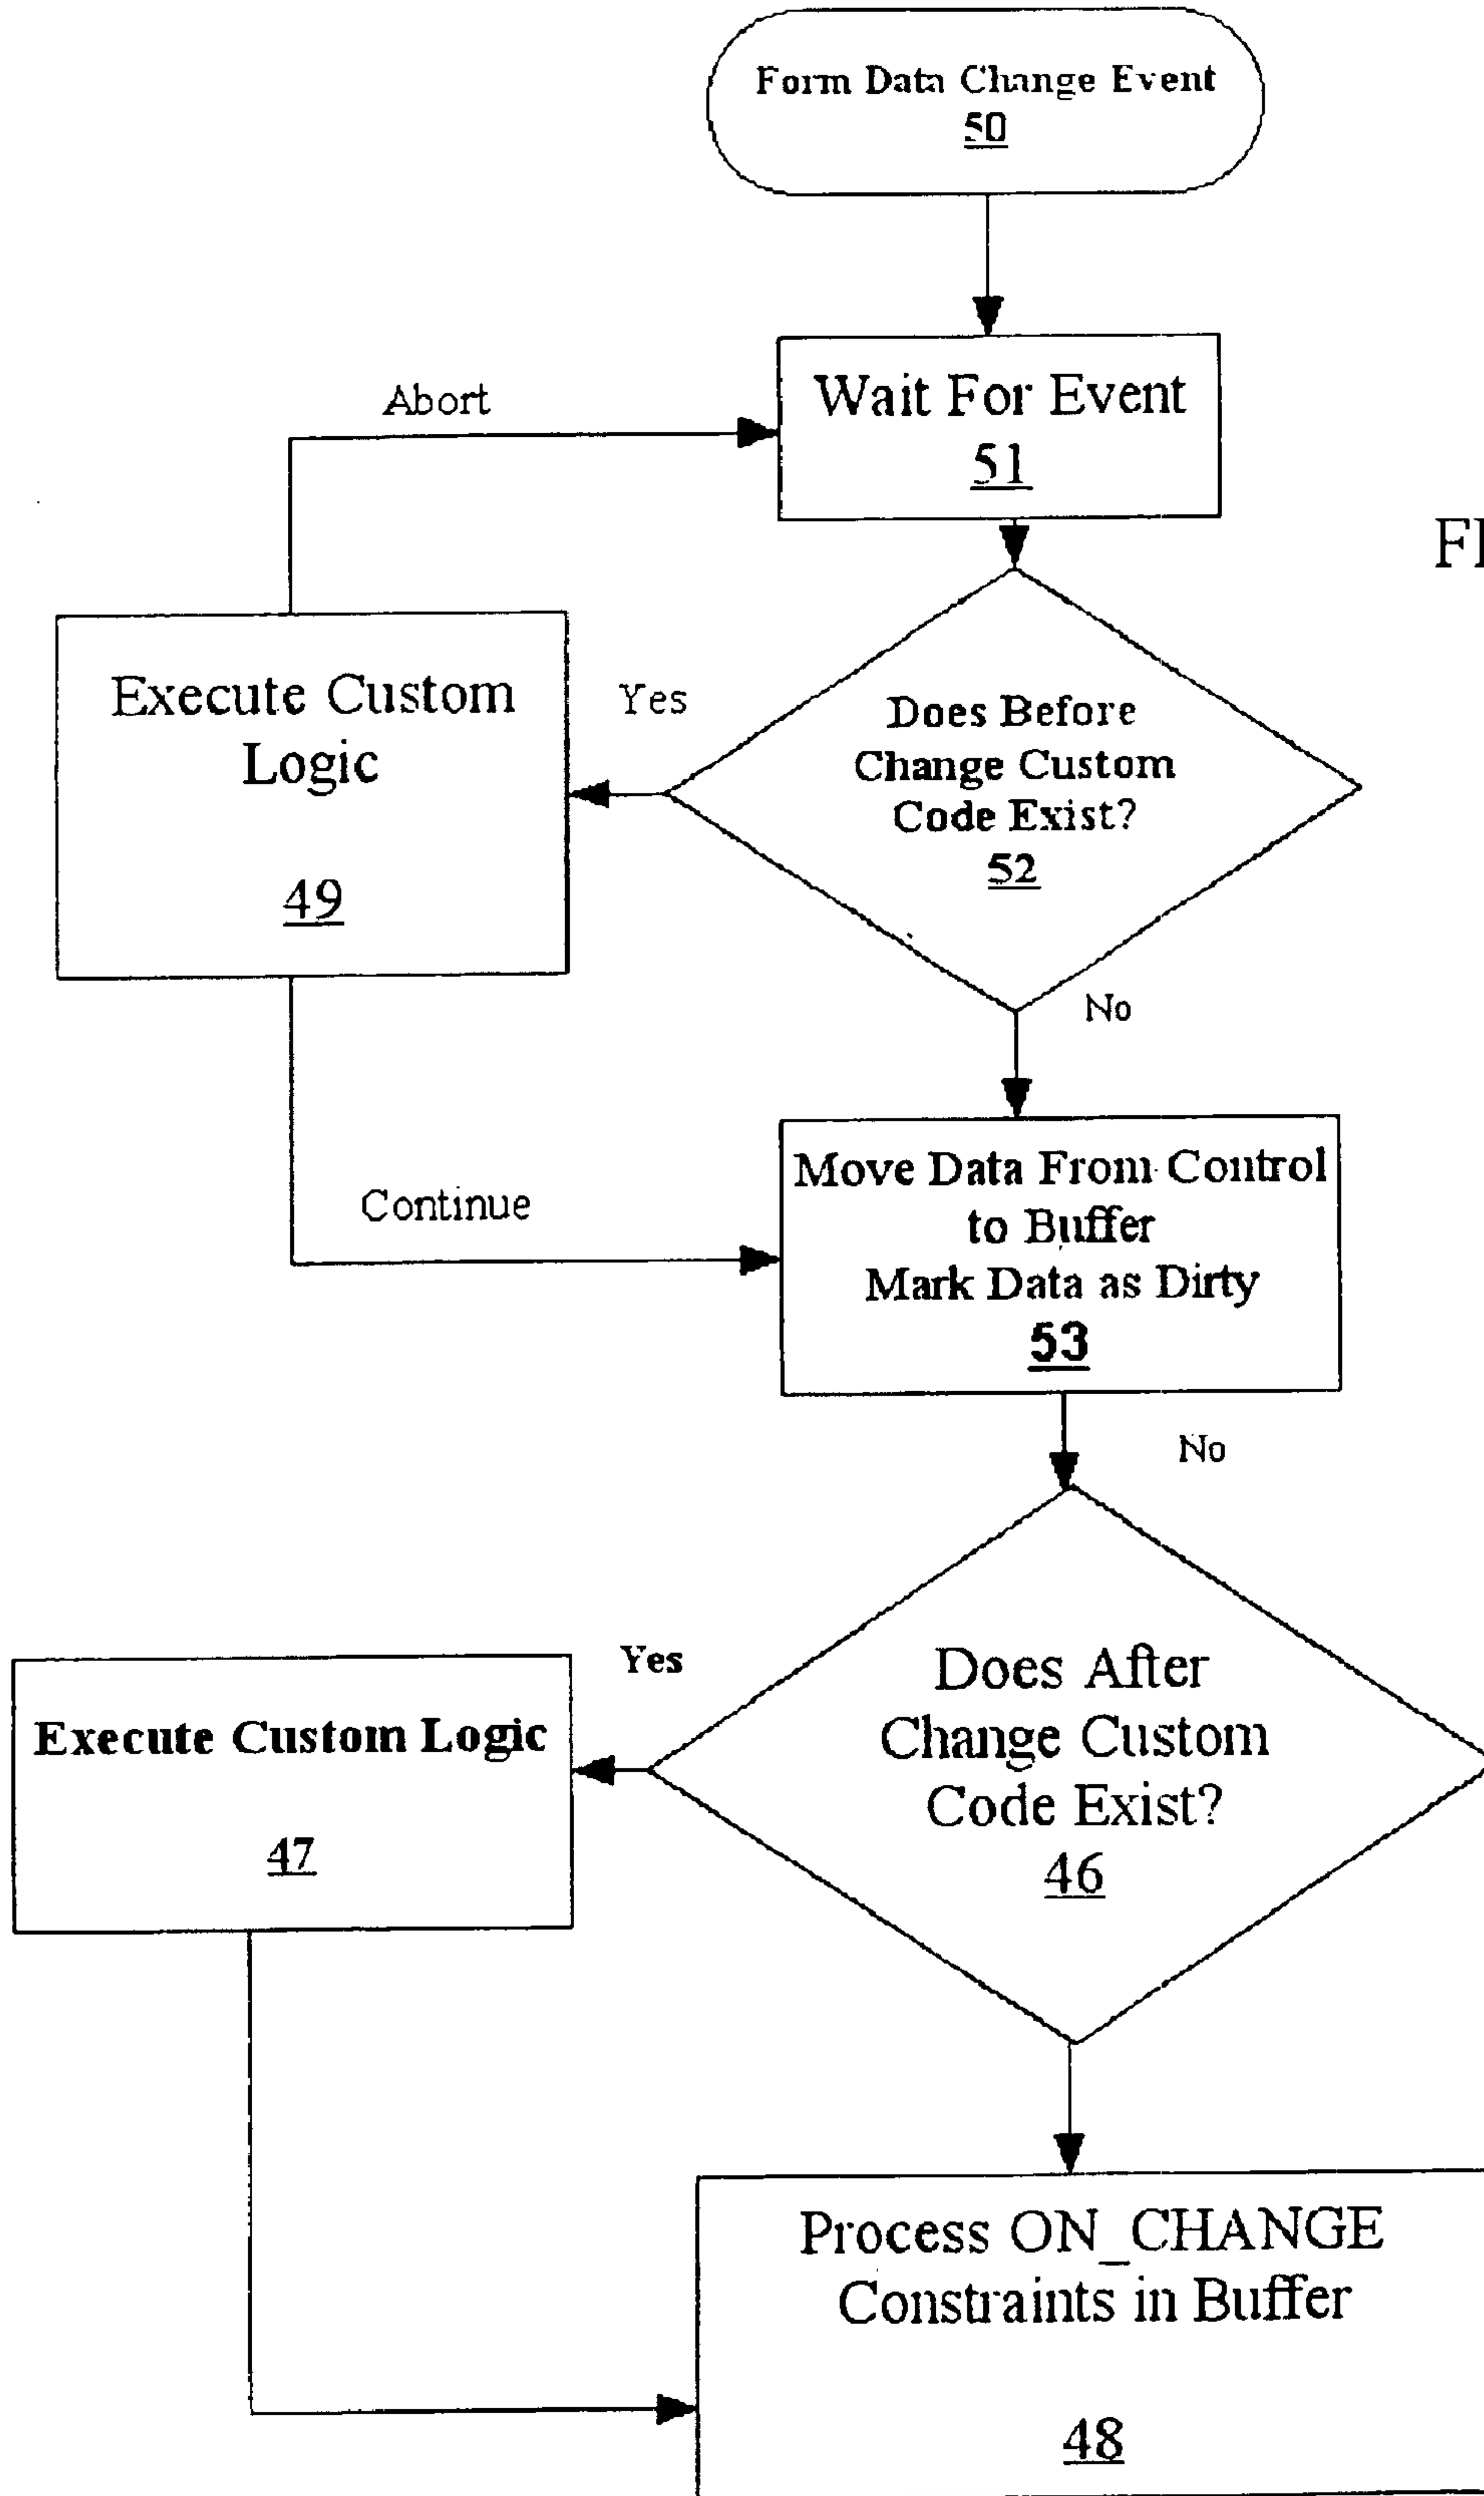 Form Data Change Event
50
Wait For Event
51
Abort
FI
Execute Custom
Logic
49
Yes
Does Before
Change Custom
Code Exist?
52
No
Continue
Move Data From Control
to Buffer
Mark Data as Dirty
53
No
Yes
Execute Custom Logic
47
Does After
Change Custom
Code Exist?
46
Process ON_CHANGE
Constraints in Buffer
48